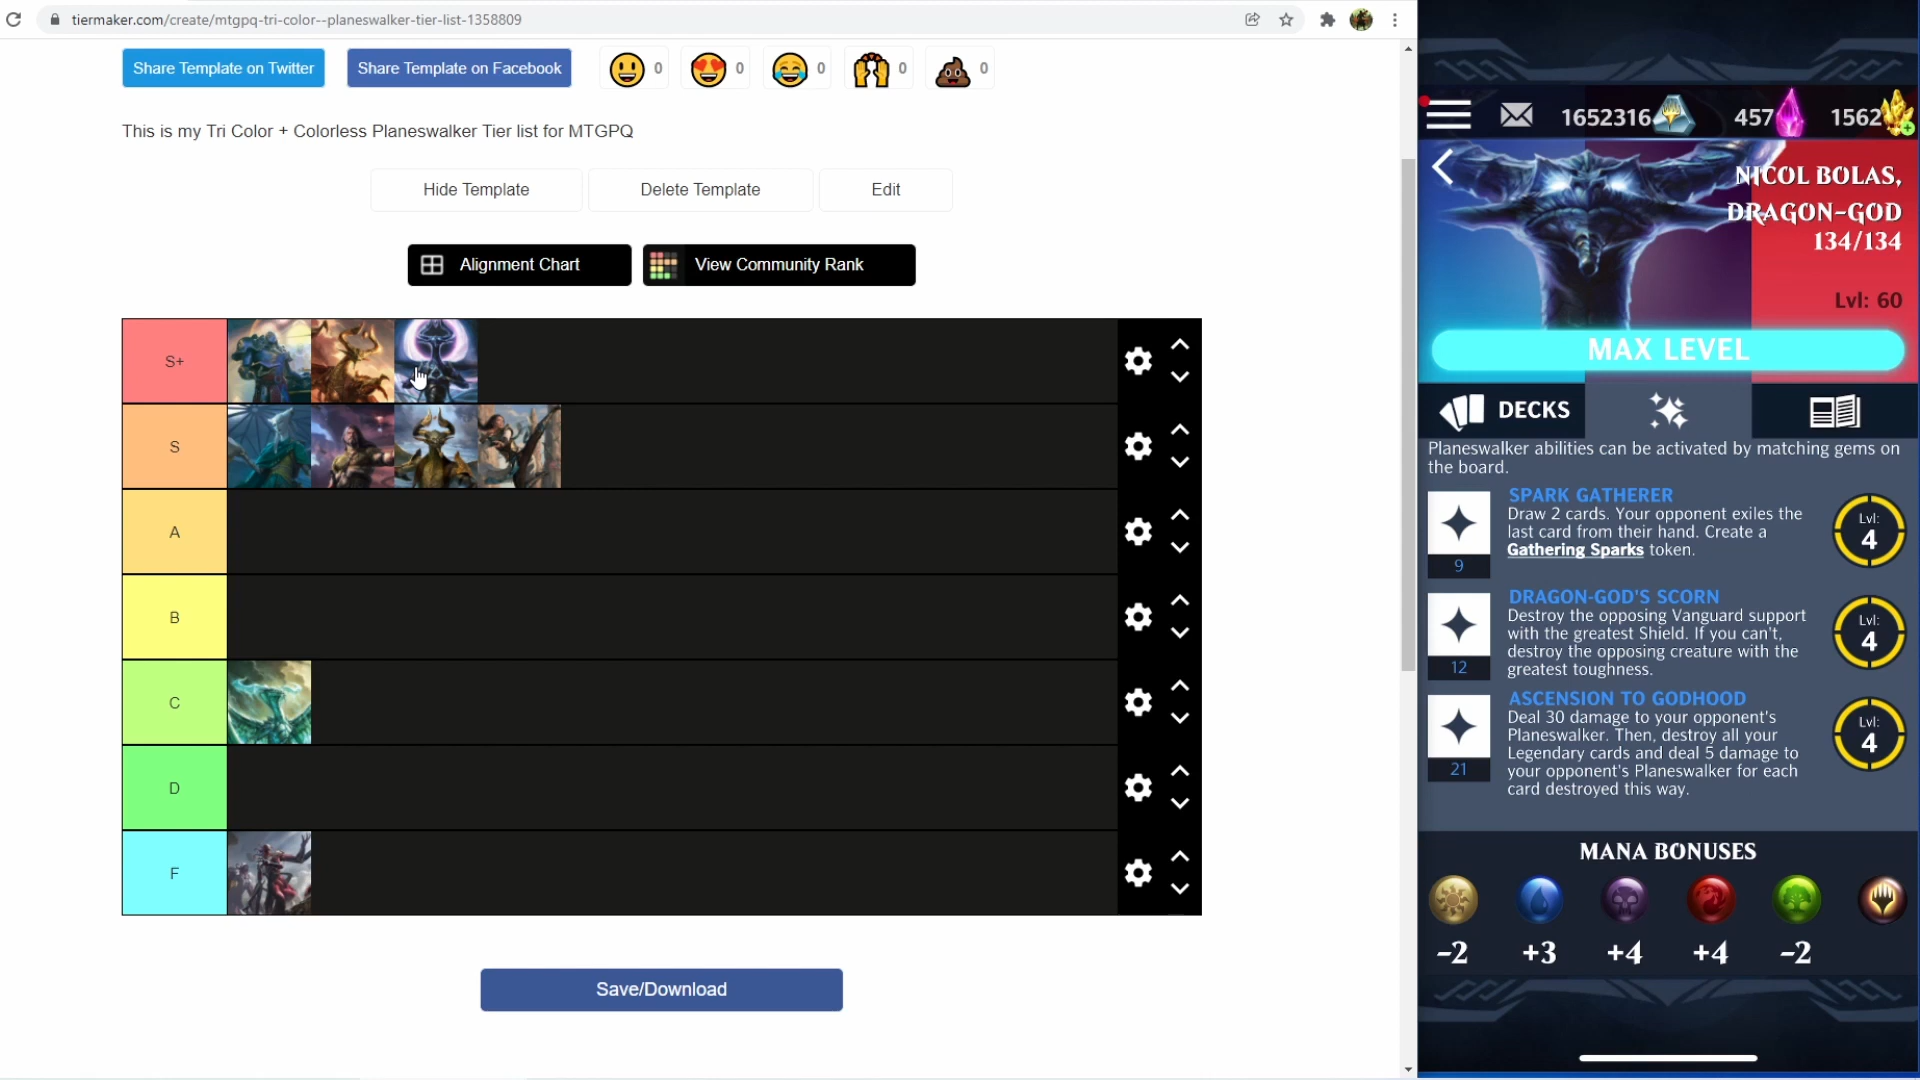 tiermaker.com/create/mtgpq-tri-color--planeswalker-tier-list-1358809
Share Template on Twitter
Share Template on Facebook
0
0
0
0
0
This is my Tri Color + Colorless Planeswalker Tier list for MTGPQ
Hide Template
Delete Template
Edit
Alignment Chart
View Community Rank
S+
S
A
B
C
D
F
Save/Download
1652316
457
1562
NICOL BOLAS,
DRAGON-GOD
134/134
Lvl: 60
MAX LEVEL
DECKS
Planeswalker abilities can be activated by matching gems on
the board.
SPARK GATHERER
Draw 2 cards. Your opponent exiles the
last card from their hand. Create a
Gathering Sparks token.
9
Lvl:
4
DRAGON-GOD'S SCORN
Destroy the opposing Vanguard support
with the greatest Shield. If you can't,
destroy the opposing creature with the
greatest toughness.
12
Lvl:
4
ASCENSION TO GODHOOD
Deal 30 damage to your opponent's
Planeswalker. Then, destroy all your
Legendary cards and deal 5 damage to
your opponent's Planeswalker for each
card destroyed this way.
21
Lvl:
4
MANA BONUSES
-2
+3
+4
+4
-2